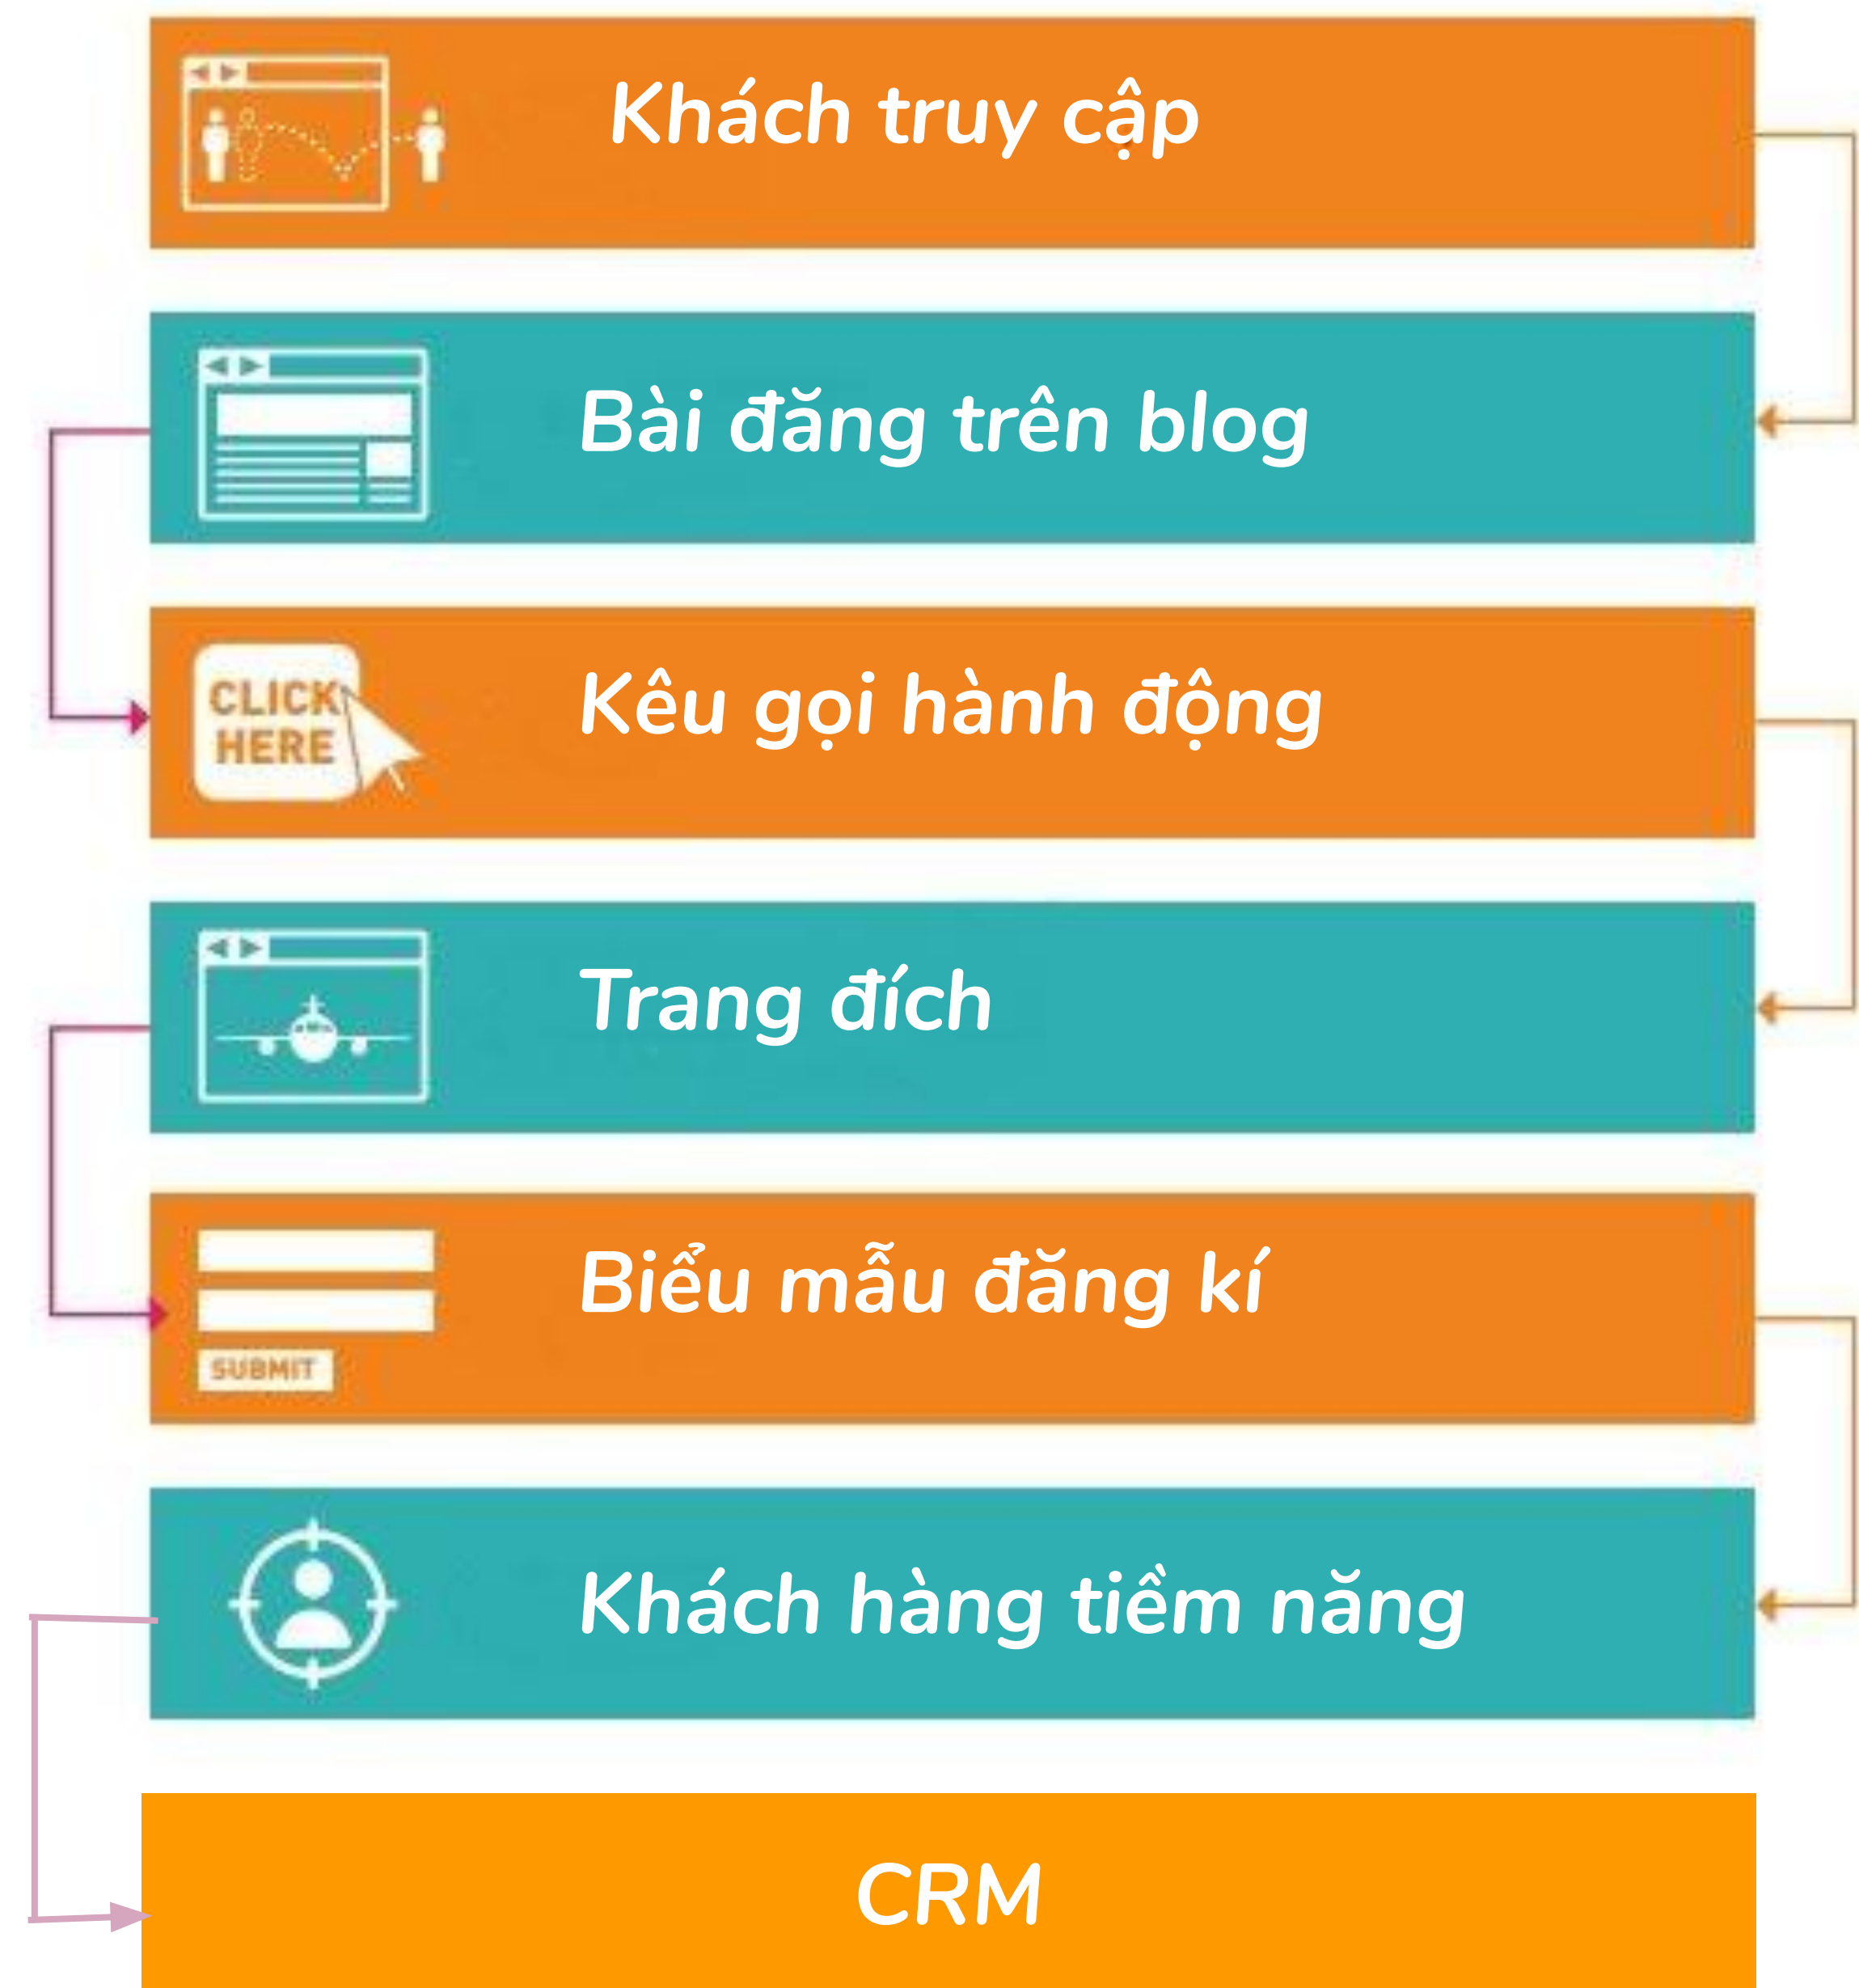 Khách truy cập
Bài đăng trên blog
CLICK
HERE
Kêu gọi hành động
Trang đích
Biểu mẫu đăng kí
SUBMIT
Khách hàng tiềm năng
CRM